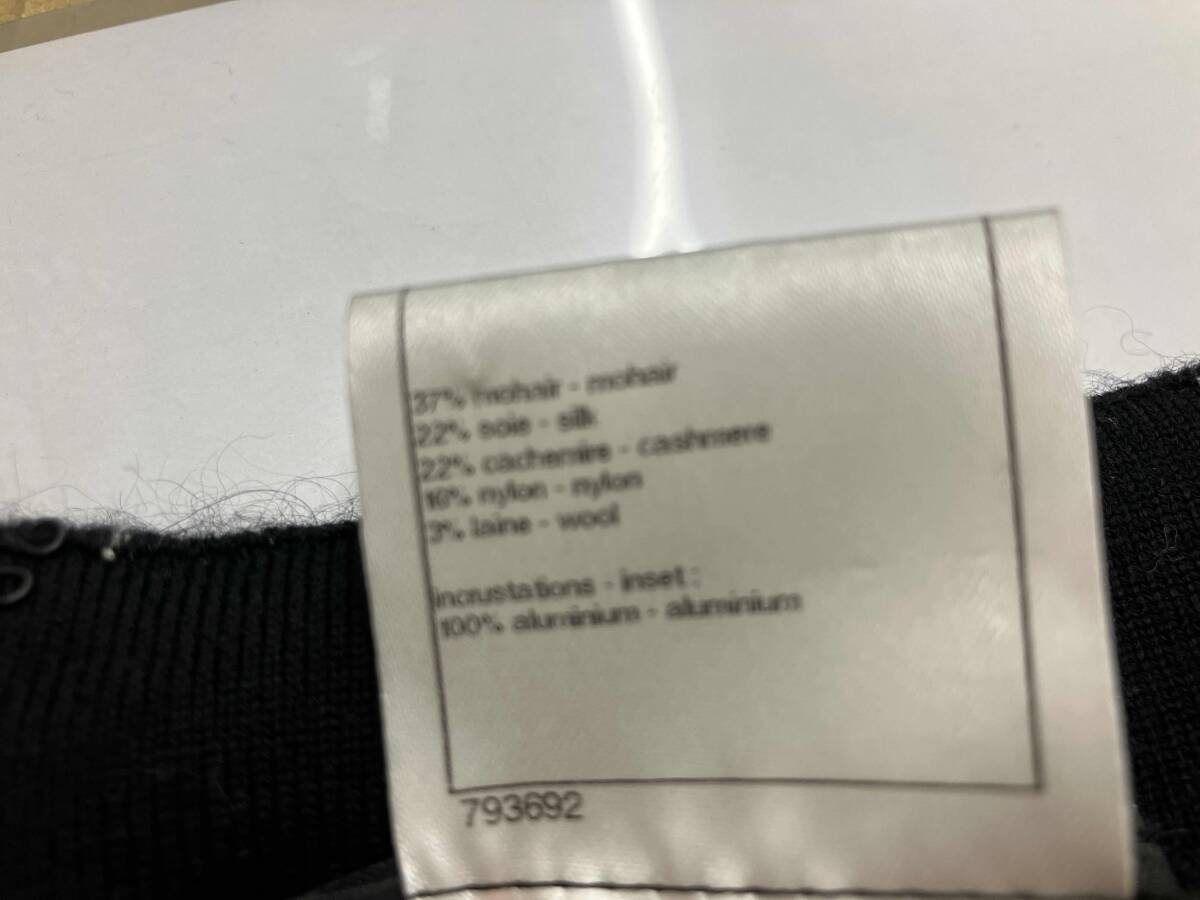 37% mohair - mohair
22% soie - silk
22% cachemire - cashmere
16% nylon - nylon
3% laine - wool
incrustations - inset :
100% aluminium - aluminium
793692